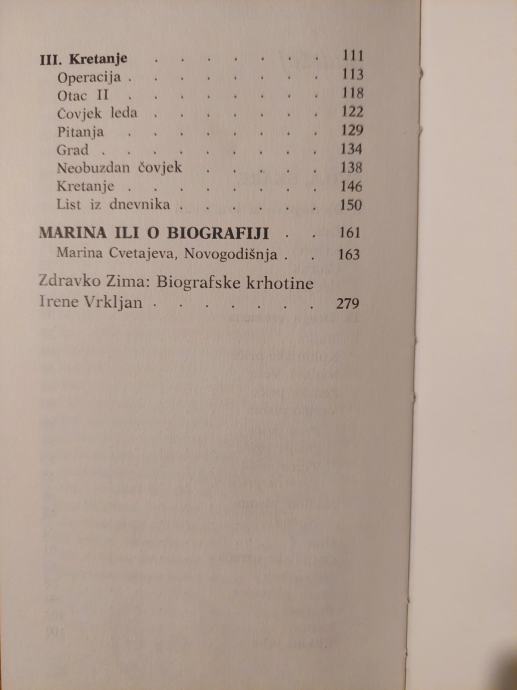 III. Kretanje . . . . . . . 111
Operacija . . . . . . . . 113
Otac II . . . . . . . . 118
Čovjek leda . . . . . . . 122
Pitanja . . . . . . . . 129
Grad . . . . . . . . . 134
Neobuzdan čovjek . . . . . 138
Kretanje . . . . . . . . 146
List iz dnevnika . . . . . . 150
MARINA ILI O BIOGRAFIJI . . 161
Marina Cvetajeva, Novogodišnja . . 163
Zdravko Zima: Biografske krhotine
Irene Vrkljan . . . . . . 279